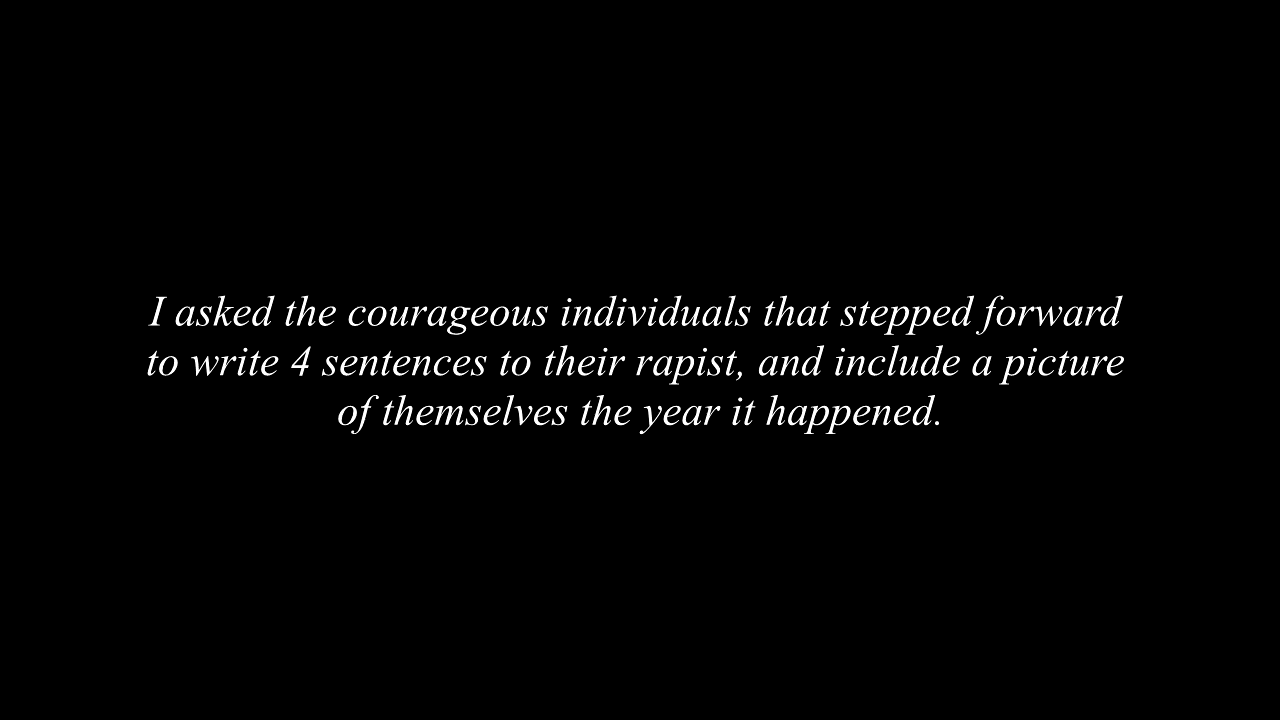 I asked the courageous individuals that stepped forward
to write 4 sentences to their rapist, and include a picture
of themselves the year it happened.